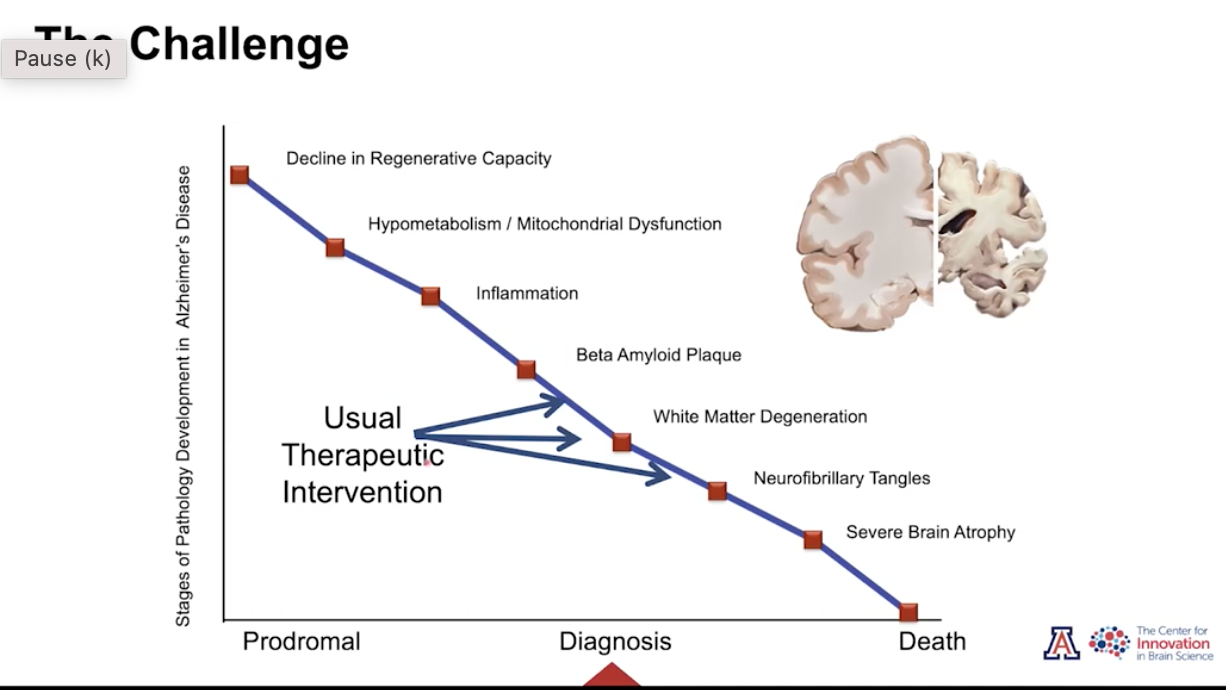 The Challenge
Pause (k)
Stages of Pathology Development in Alzheimer's Disease
Decline in Regenerative Capacity
Hypometabolism / Mitochondrial Dysfunction
Inflammation
Beta Amyloid Plaque
White Matter Degeneration
Neurofibrillary Tangles
Severe Brain Atrophy
Usual
Therapeutic
Intervention
Prodromal
Diagnosis
Death
A
The Center for
Innovation
in Brain Science